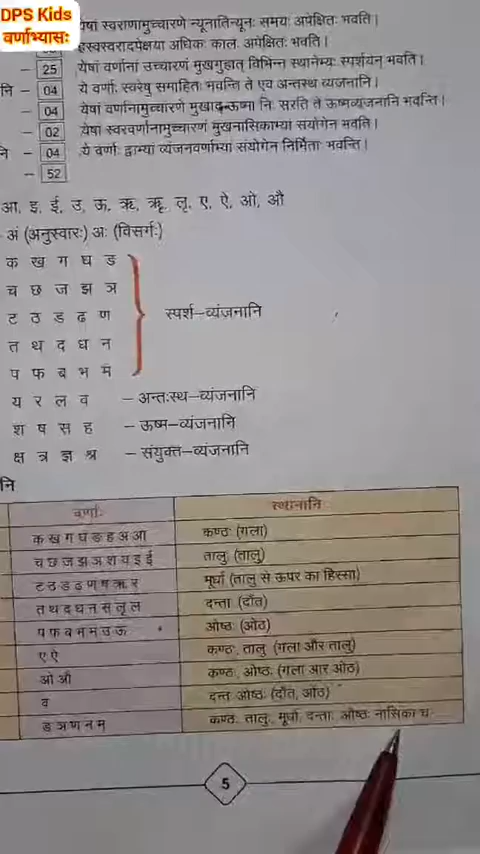 DPS Kids
वर्णाभ्यासः
येषां स्वराणामुच्चारणे न्यूनातिन्यूनः समयः अपेक्षितः भवति।
ह्रस्वस्वरादपेक्षया अधिकः कालः अपेक्षितः भवति।
– 25 येषां वर्णानां उच्चारणं मुखगुहात् विभिन्न स्थानेभ्यः स्पर्शयन् भवति।
नि – 04 ये वर्णाः स्वरेषु समाहितः भवन्ति ते एव अन्तस्थ व्यंजनानि।
– 04 येषां वर्णानामुच्चारणे मुखाद् ऊष्मा निः सरति ते ऊष्मव्यंजनानि भवन्ति।
– 02 येषां स्वरवर्णानामुच्चारणं मुखनासिकाभ्यां संयोगेन भवति।
नि – 04 ये वर्णाः द्वाभ्यां व्यंजनवर्णाभ्यां संयोगेन निर्मिताः भवन्ति।
– 52
आ, इ, ई, उ, ऊ, ऋ, ॠ, लृ, ए, ऐ, ओ, औ
अं (अनुस्वारः) अः (विसर्गः)
क ख ग घ ङ
च छ ज झ ञ
ट ठ ड ढ ण स्पर्श–व्यंजनानि
त थ द ध न
प फ ब भ म
य र ल व – अन्तःस्थ–व्यंजनानि
श ष स ह – ऊष्म–व्यंजनानि
क्ष त्र ज्ञ श्र – संयुक्त–व्यंजनानि
नि
वर्णाः स्थानानि
क ख ग घ ङ ह अ आ कण्ठः (गला)
च छ ज झ ञ श य इ ई तालु (तालु)
ट ठ ड ढ ण ष ऋ र मूर्धा (तालु से ऊपर का हिस्सा)
त थ द ध न स लृ ल दन्ता (दाँत)
प फ ब भ म उ ऊ ओष्ठः (ओठ)
ए ऐ कण्ठः, तालु (गला और तालु)
ओ औ कण्ठः, ओष्ठः (गला और ओठ)
व दन्त ओष्ठः (दाँत, ओठ)
ङ ञ ण न म कण्ठः, तालु, मूर्धा, दन्ताः, ओष्ठः नासिका च
5